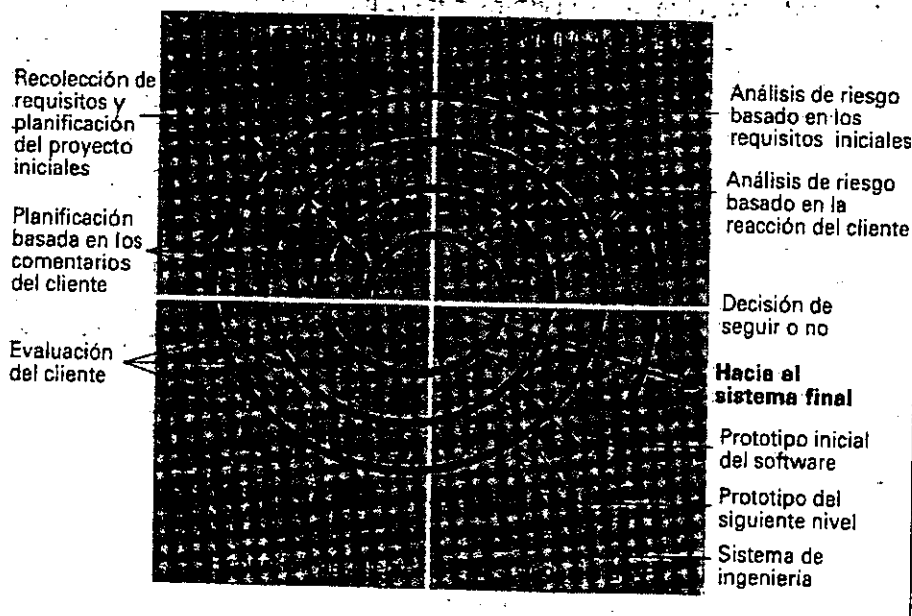 Recolección de
requisitos y
planificación
del proyecto
iniciales
Planificación
basada en los
comentarios
del cliente
Evaluación
del cliente
Análisis de riesgo
basado en los
requisitos iniciales
Análisis de riesgo
basado en la
reacción del cliente
Decisión de
seguir o no
Hacia al
sistema final
Prototipo inicial
del software
Prototipo del
siguiente nivel
Sistema de
ingenieria